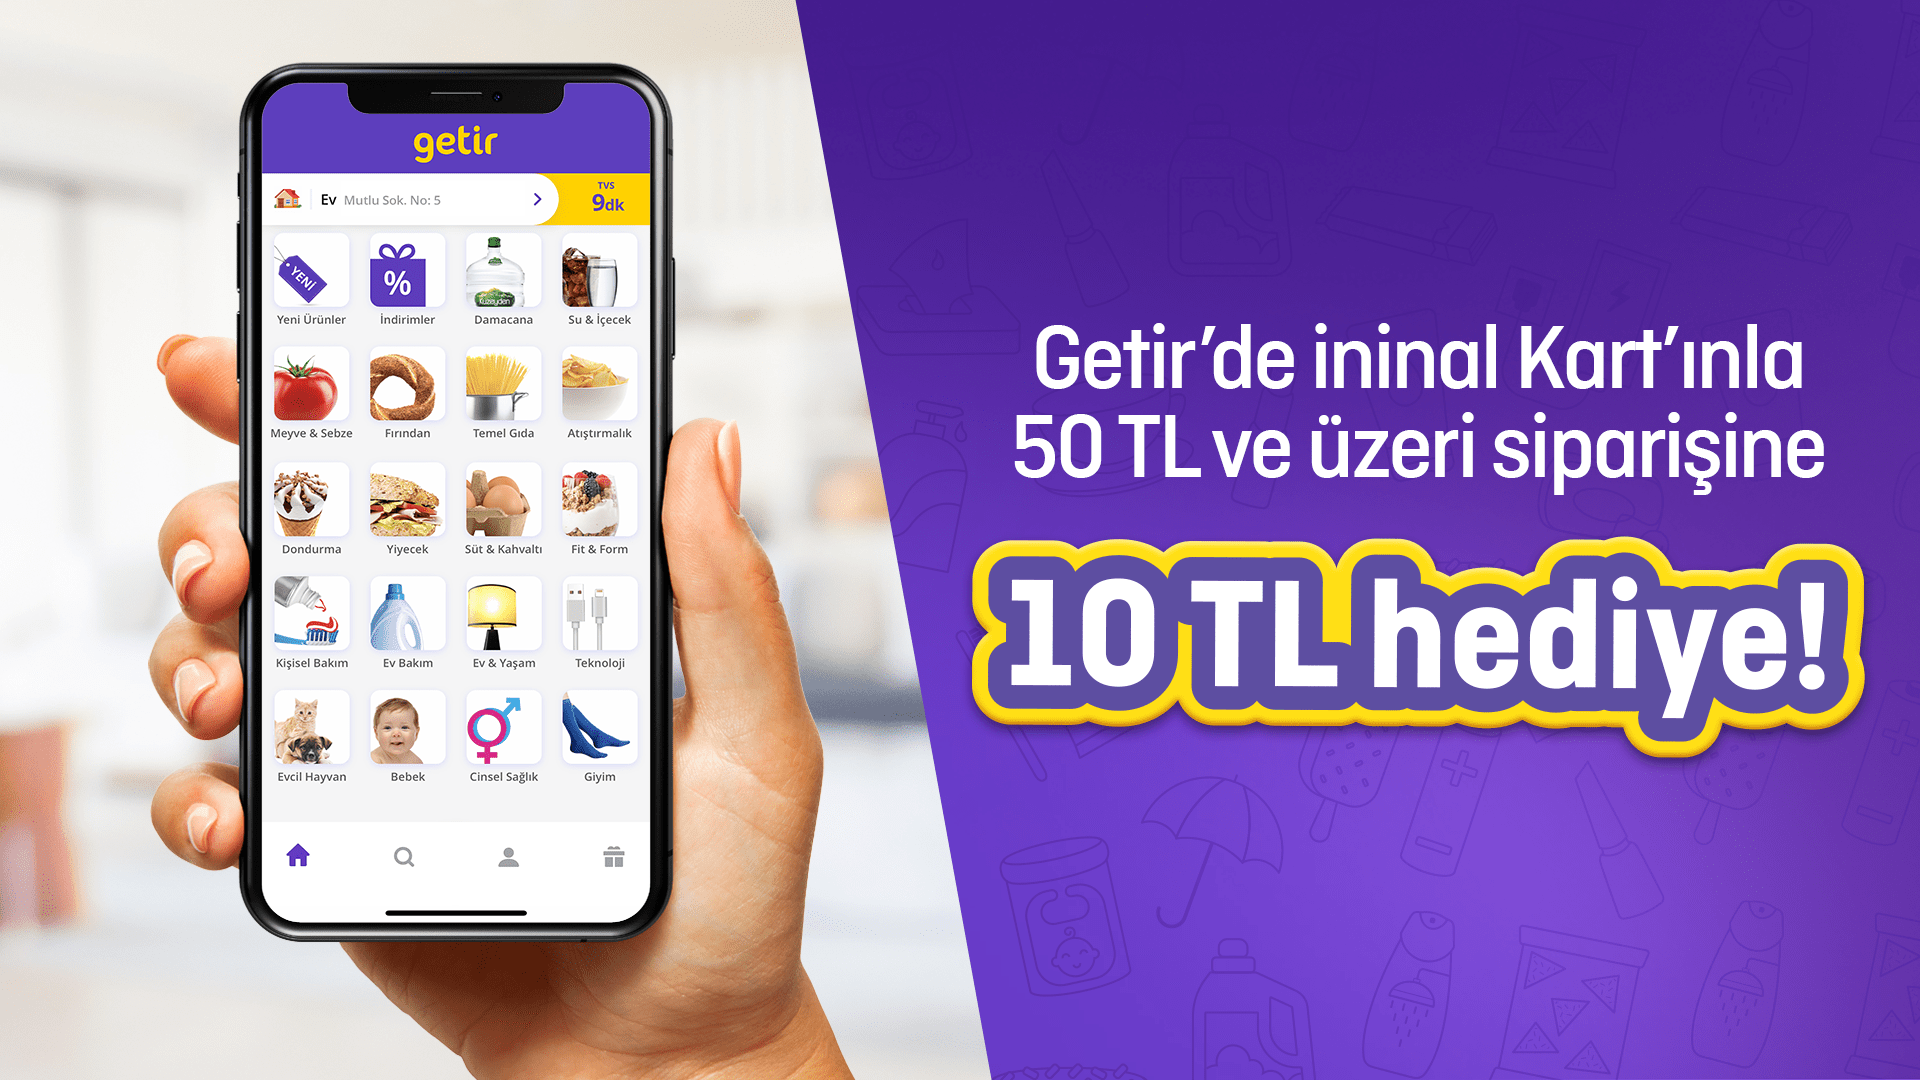 getir
Ev Mutlu Sok. No: 5
TVS
9dk
YENİ
%
Kuzeyden
Yeni Ürünler İndirimler Damacana Su & İçecek
Meyve & Sebze Fırından Temel Gıda Atıştırmalık
Dondurma Yiyecek Süt & Kahvaltı Fit & Form
Kişisel Bakım Ev Bakım Ev & Yaşam Teknoloji
Evcil Hayvan Bebek Cinsel Sağlık Giyim
Getir’de ininal Kart’ınla
50 TL ve üzeri siparişine
10 TL hediye!